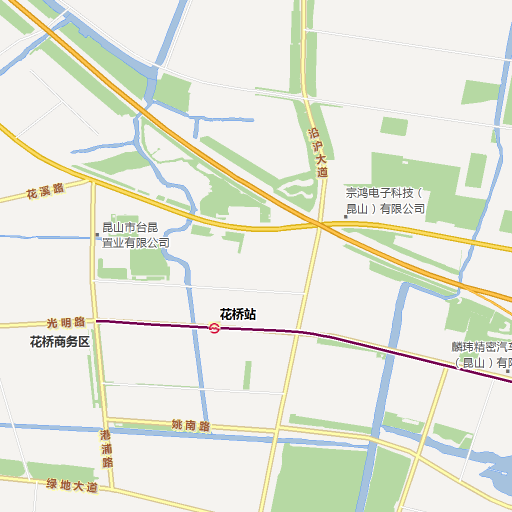 沿沪大道
宗鸿电子科技（
昆山）有限公司
花溪路
昆山市台昆
置业有限公司
花桥站
光明路
花桥商务区
麟玮精密汽车
（昆山）有限
姚南路
港浦路
绿地大道